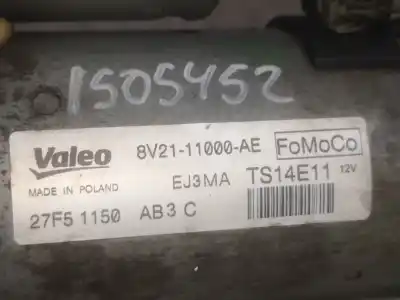 1505452
Valeo 8V21-11000-AE FoMoCo
MADE IN POLAND EJ3MA TS14E11 12V
27F5 1150 AB3 C